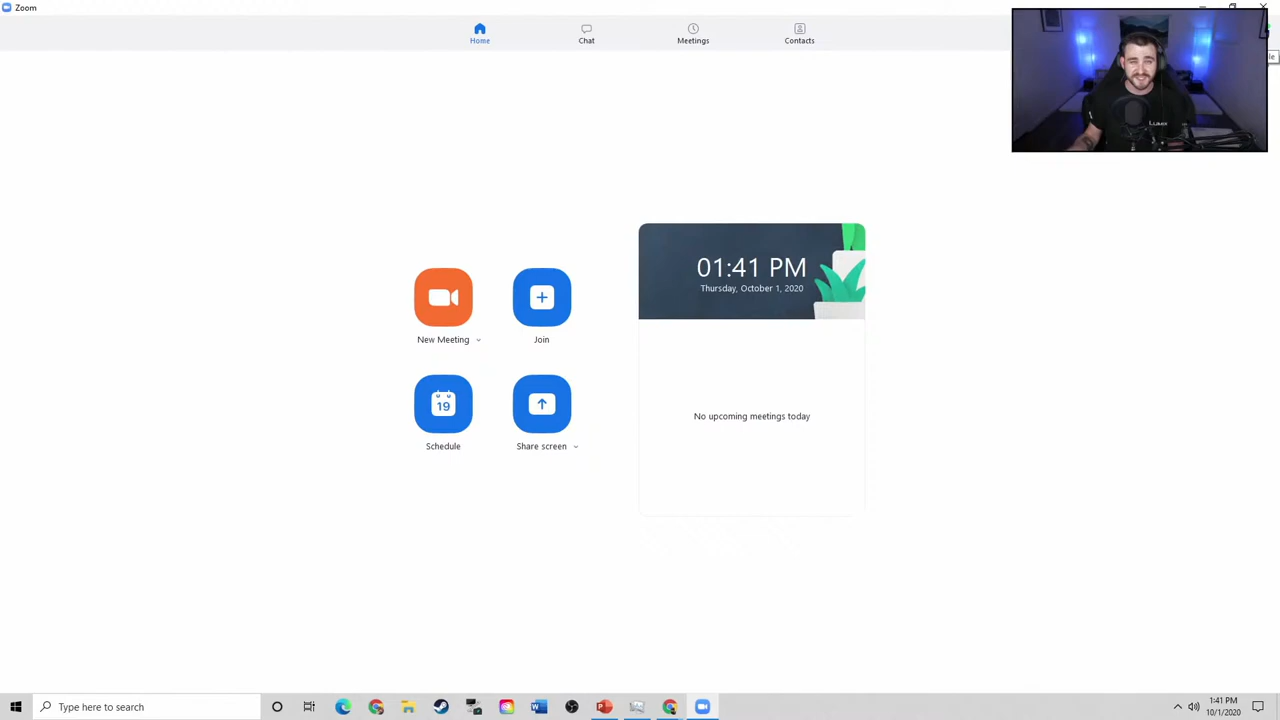 Zoom
Home
Chat
Meetings
Contacts
le
01:41 PM
Thursday, October 1, 2020
New Meeting
Join
19
Schedule
Share screen
No upcoming meetings today
Type here to search
1:41 PM
10/1/2020